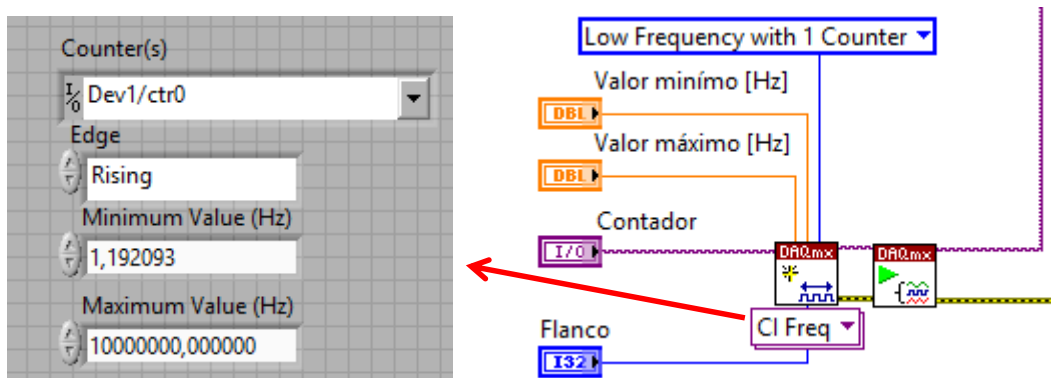 Counter(s)
I/O Dev1/ctr0
Edge
Rising
Minimum Value (Hz)
1,192093
Maximum Value (Hz)
10000000,000000
Low Frequency with 1 Counter
Valor minímo [Hz]
DBL
Valor máximo [Hz]
DBL
Contador
I/O
DAQmx
DAQmx
CI Freq
Flanco
I32